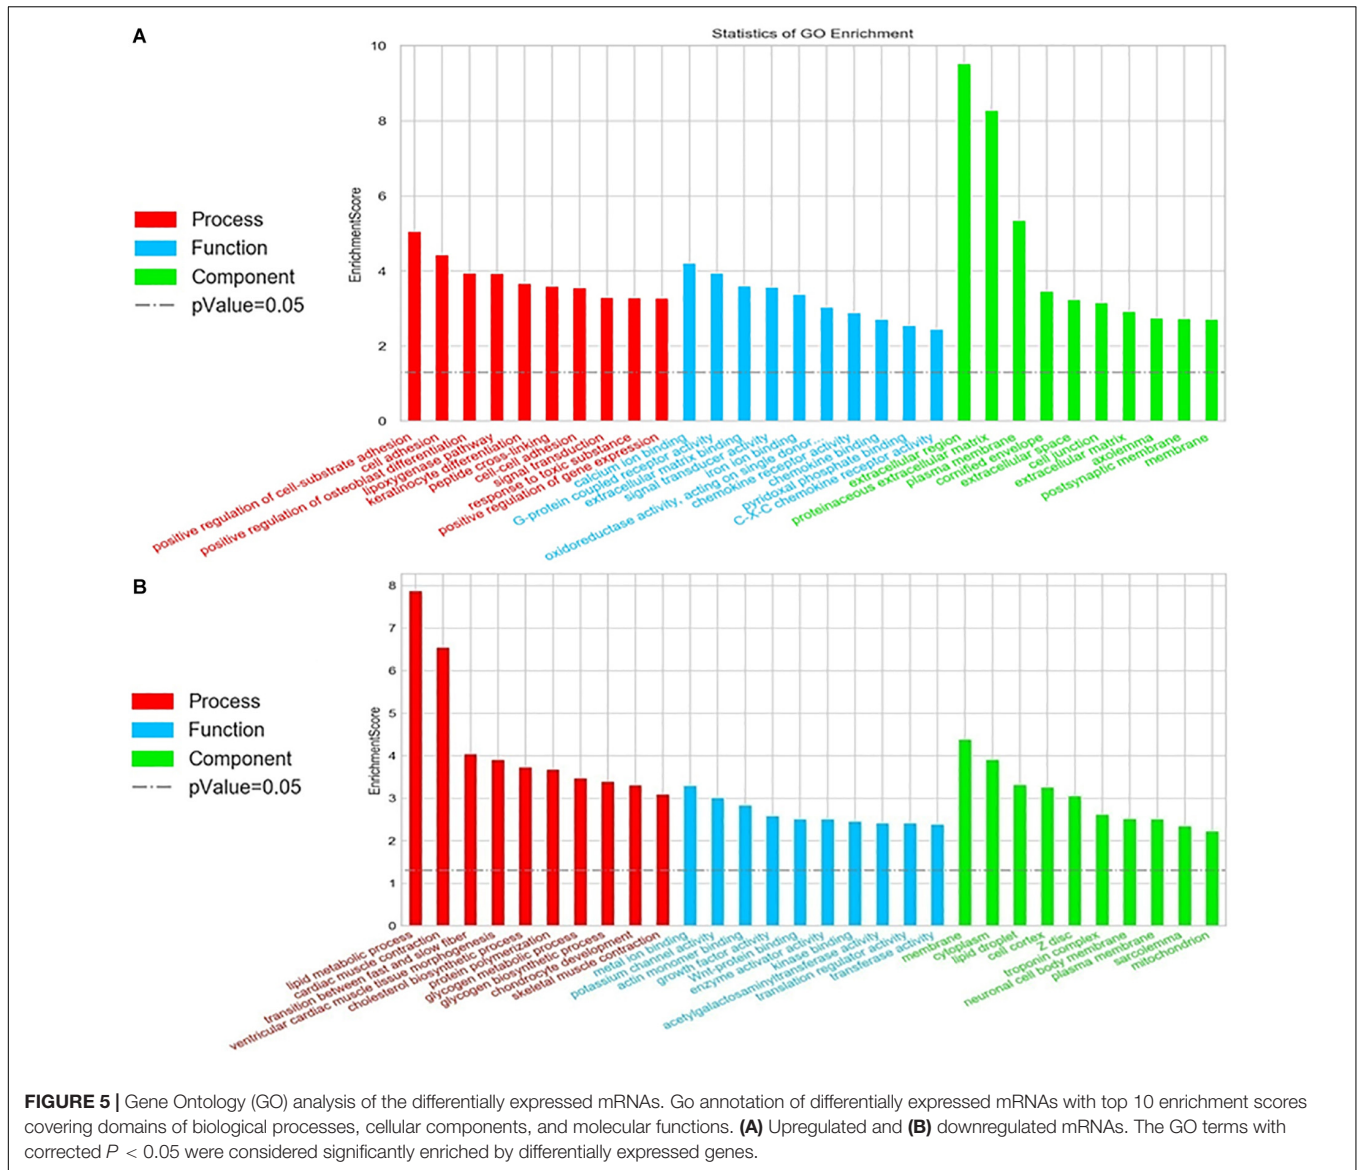 A
Statistics of GO Enrichment
10
8
6
4
2
0
EnrichmentScore
Process
Function
Component
pValue=0.05
positive regulation of cell-substrate adhesion
cell adhesion
positive regulation of osteoblast differentiation
lipoxygenase pathway
keratinocyte differentiation
peptide cross-linking
cell-cell adhesion
signal transduction
response to toxic substance
positive regulation of gene expression
calcium ion binding
G-protein coupled receptor activity
extracellular matrix binding
signal transducer activity
iron ion binding
oxidoreductase activity, acting on single donor...
chemokine receptor activity
chemokine binding
pyridoxal phosphate binding
C-X-C chemokine receptor activity
extracellular region
proteinaceous extracellular matrix
plasma membrane
cornified envelope
extracellular space
cell junction
extracellular matrix
axolemma
postsynaptic membrane
membrane
B
8
7
6
5
4
3
2
1
0
EnrichmentScore
Process
Function
Component
pValue=0.05
lipid metabolic process
cardiac muscle contraction
transition between fast and slow fiber
ventricular cardiac muscle tissue morphogenesis
cholesterol biosynthetic process
protein polymerization
glycogen metabolic process
glycogen biosynthetic process
chondrocyte development
skeletal muscle contraction
metal ion binding
potassium channel activity
actin monomer binding
growth factor activity
Wnt-protein binding
enzyme activator activity
kinase binding
acetylgalactosaminyltransferase activity
translation regulator activity
transferase activity
membrane
cytoplasm
lipid droplet
cell cortex
Z disc
troponin complex
neuronal cell body membrane
plasma membrane
sarcolemma
mitochondrion
FIGURE 5 | Gene Ontology (GO) analysis of the differentially expressed mRNAs. Go annotation of differentially expressed mRNAs with top 10 enrichment scores
covering domains of biological processes, cellular components, and molecular functions. (A) Upregulated and (B) downregulated mRNAs. The GO terms with
corrected P < 0.05 were considered significantly enriched by differentially expressed genes.